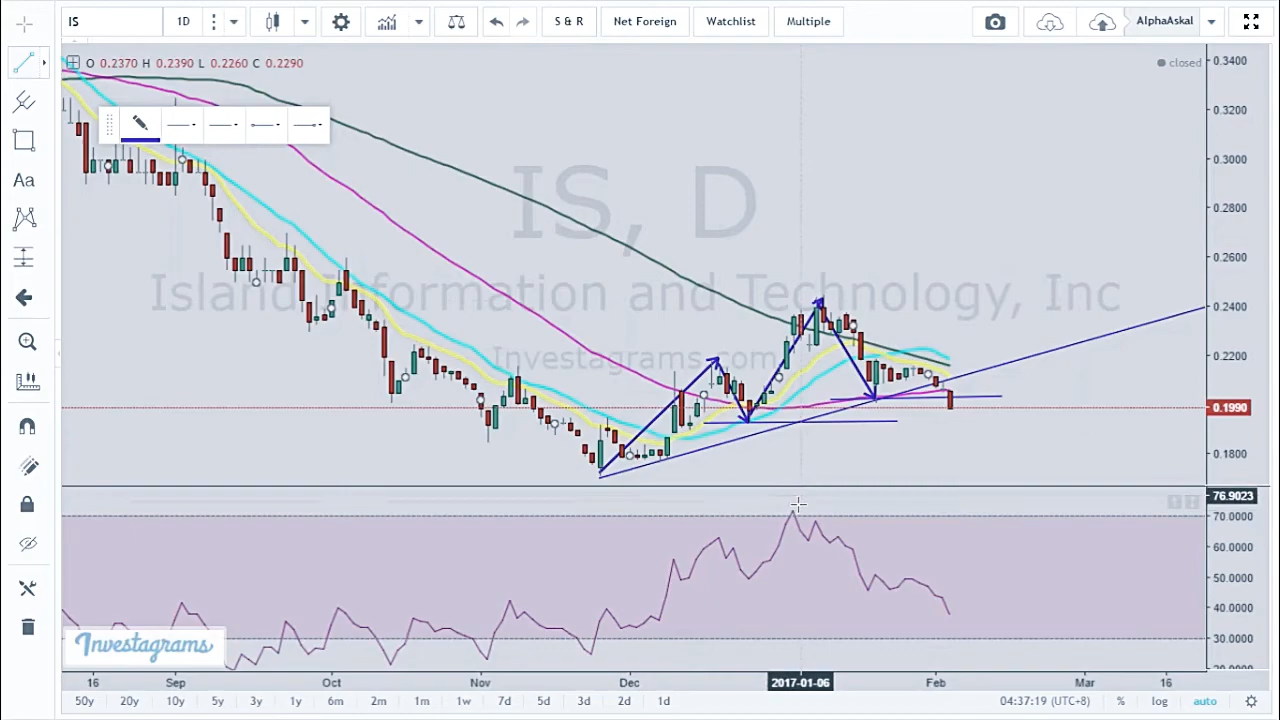 IS 1D S & R Net Foreign Watchlist Multiple AlphaAskal
O 0.2370 H 0.2390 L 0.2260 C 0.2290
closed
Aa
IS, D
Island Information and Technology, Inc
Investagrams.com
0.3400
0.3200
0.3000
0.2800
0.2600
0.2400
0.2200
0.1990
0.1800
76.9023
70.0000
60.0000
50.0000
40.0000
30.0000
20.0000
Investagrams
16 Sep Oct Nov Dec 2017-01-06 Feb Mar 16
50y 20y 10y 5y 3y 1y 6m 2m 1m 1w 7d 5d 3d 2d 1d 04:37:19 (UTC+8) % log auto